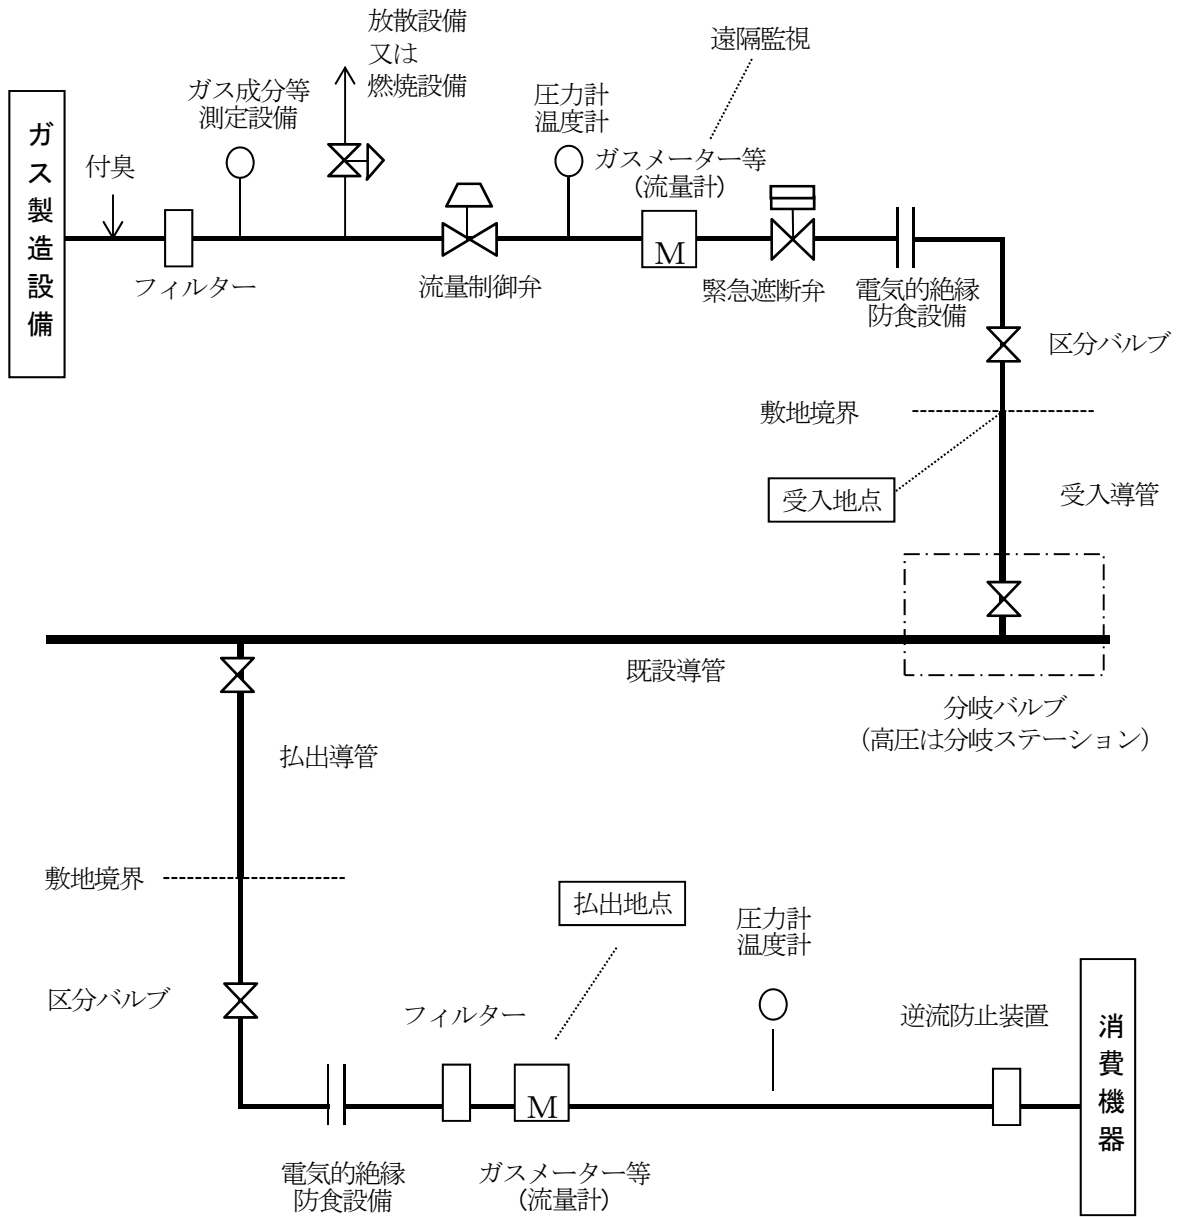 放散設備
又は
燃焼設備
遠隔監視
ガス成分等
測定設備
圧力計
温度計
ガス製造設備
付臭
ガスメーター等
(流量計)
M
フィルター
流量制御弁
緊急遮断弁
電気的絶縁
防食設備
区分バルブ
敷地境界
受入地点
受入導管
既設導管
分岐バルブ
(高圧は分岐ステーション)
払出導管
敷地境界
払出地点
圧力計
温度計
区分バルブ
フィルター
逆流防止装置
消費機器
M
電気的絶縁
防食設備
ガスメーター等
(流量計)